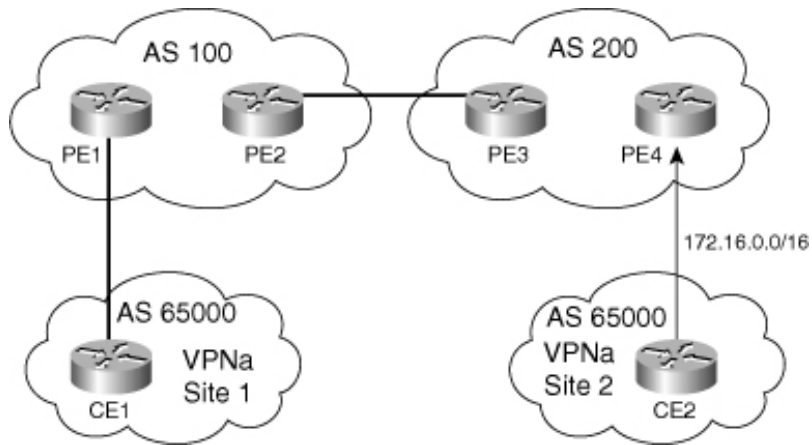 AS 100
AS 200
PE1
PE2
PE3
PE4
172.16.0.0/16
AS 65000
VPNa
Site 1
CE1
AS 65000
VPNa
Site 2
CE2